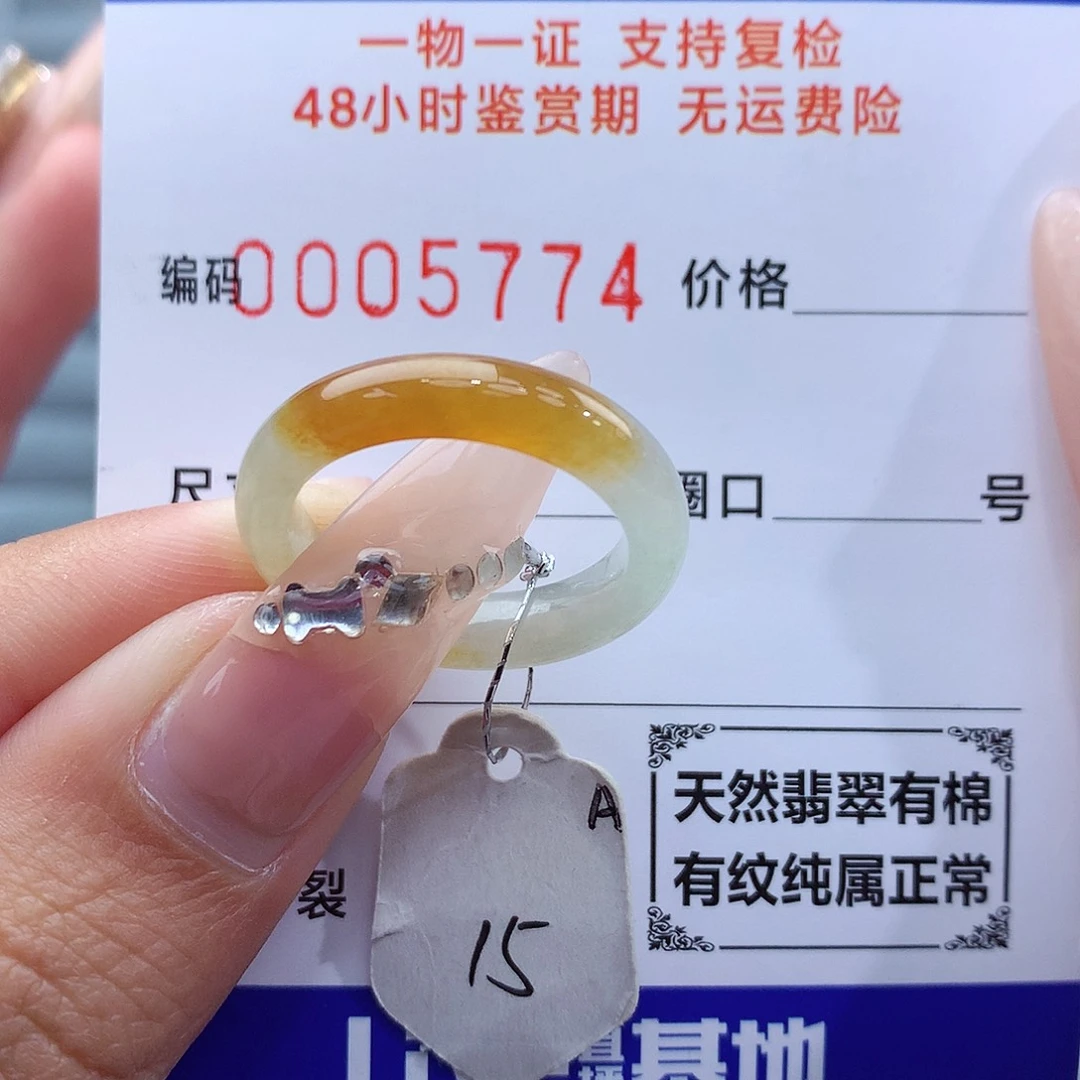 一物一证 支持复检
48小时鉴赏期 无运费险
编码0005774 价格
尺 圈口 号
A
天然翡翠有棉
有纹纯属正常
裂
15
基地